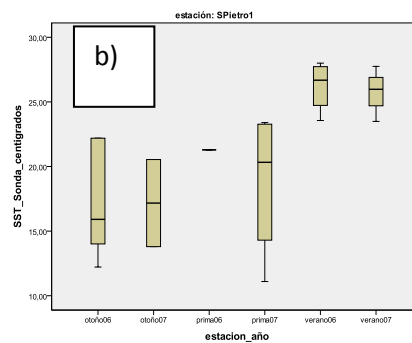 estación: SPietro1
b)
30,00
25,00
20,00
15,00
10,00
SST_Sonda_centigrados
otoño06 otoño07 prima06 prima07 verano06 verano07
estacion_año